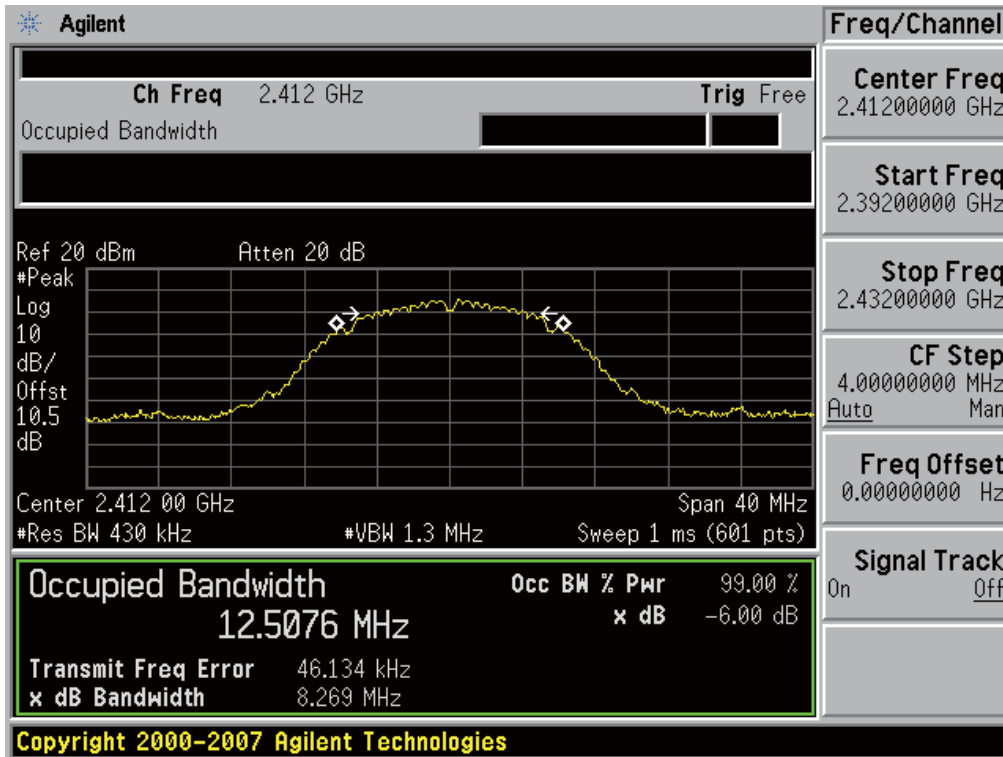 Agilent
Freq/Channel
Ch Freq 2.412 GHz Trig Free
Occupied Bandwidth
Center Freq
2.41200000 GHz
Start Freq
2.39200000 GHz
Stop Freq
2.43200000 GHz
CF Step
4.00000000 MHz
Auto Man
Freq Offset
0.00000000 Hz
Signal Track
On Off
Ref 20 dBm Atten 20 dB
#Peak
Log
10
dB/
Offst
10.5
dB
Center 2.412 00 GHz Span 40 MHz
#Res BW 430 kHz #VBW 1.3 MHz Sweep 1 ms (601 pts)
Occupied Bandwidth
12.5076 MHz
Occ BW % Pwr 99.00 %
x dB -6.00 dB
Transmit Freq Error 46.134 kHz
x dB Bandwidth 8.269 MHz
Copyright 2000-2007 Agilent Technologies